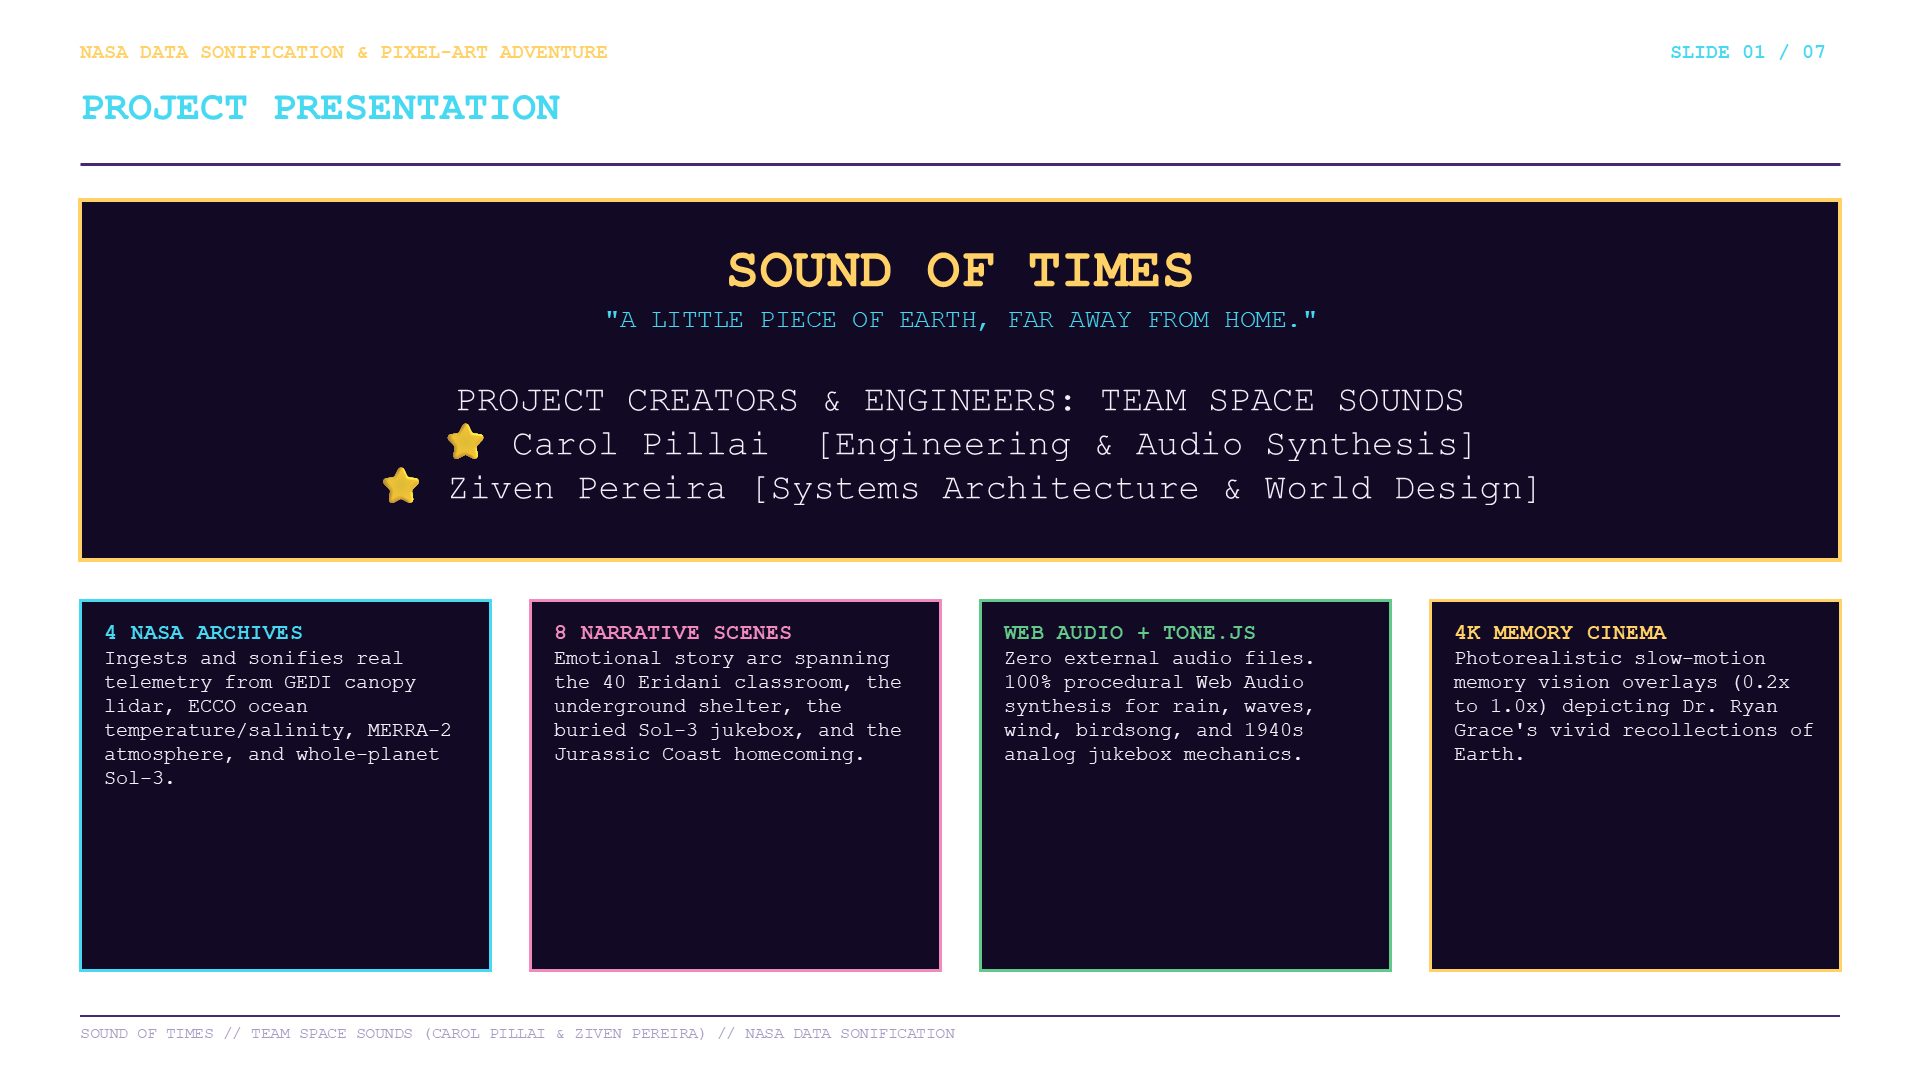 NASA DATA SONIFICATION & PIXEL-ART ADVENTURE
SLIDE 01 / 07
PROJECT PRESENTATION
SOUND OF TIMES
"A LITTLE PIECE OF EARTH, FAR AWAY FROM HOME."
PROJECT CREATORS & ENGINEERS: TEAM SPACE SOUNDS
Carol Pillai [Engineering & Audio Synthesis]
Ziven Pereira [Systems Architecture & World Design]
4 NASA ARCHIVES
Ingests and sonifies real
telemetry from GEDI canopy
lidar, ECCO ocean
temperature/salinity, MERRA-2
atmosphere, and whole-planet
Sol-3.
8 NARRATIVE SCENES
Emotional story arc spanning
the 40 Eridani classroom, the
underground shelter, the
buried Sol-3 jukebox, and the
Jurassic Coast homecoming.
WEB AUDIO + TONE.JS
Zero external audio files.
100% procedural Web Audio
synthesis for rain, waves,
wind, birdsong, and 1940s
analog jukebox mechanics.
4K MEMORY CINEMA
Photorealistic slow-motion
memory vision overlays (0.2x
to 1.0x) depicting Dr. Ryan
Grace's vivid recollections of
Earth.
SOUND OF TIMES // TEAM SPACE SOUNDS (CAROL PILLAI & ZIVEN PEREIRA) // NASA DATA SONIFICATION